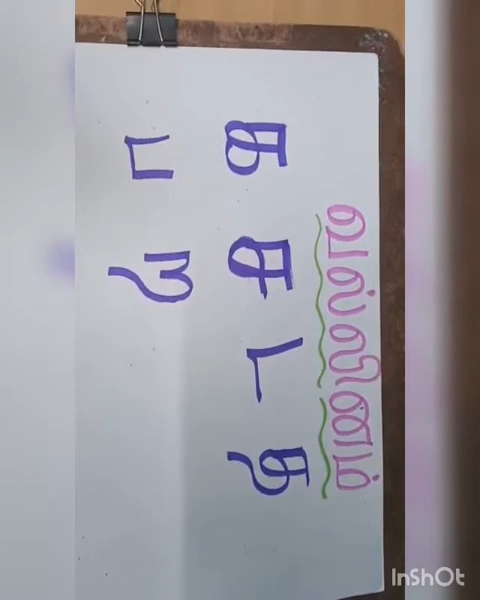 வல்லினம்
க ச ட த
ப ற
InShOt